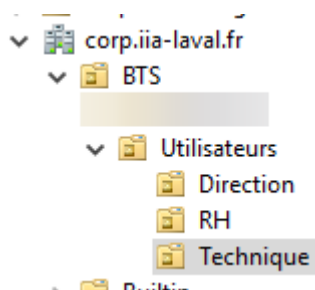 corp.iia-laval.fr
BTS
Utilisateurs
Direction
RH
Technique